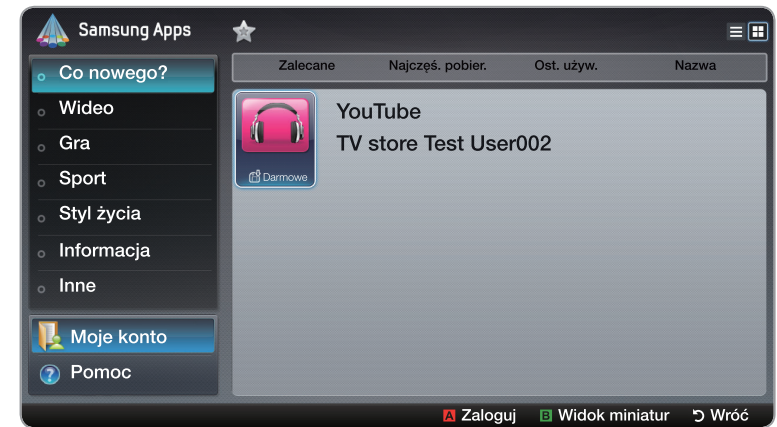 Samsung Apps
Co nowego?
Wideo
Gra
Sport
Styl życia
Informacja
Inne
Moje konto
Pomoc
Zalecane Najczęś. pobier. Ost. używ. Nazwa
YouTube
TV store Test User002
Darmowe
A Zaloguj B Widok miniatur Wróć